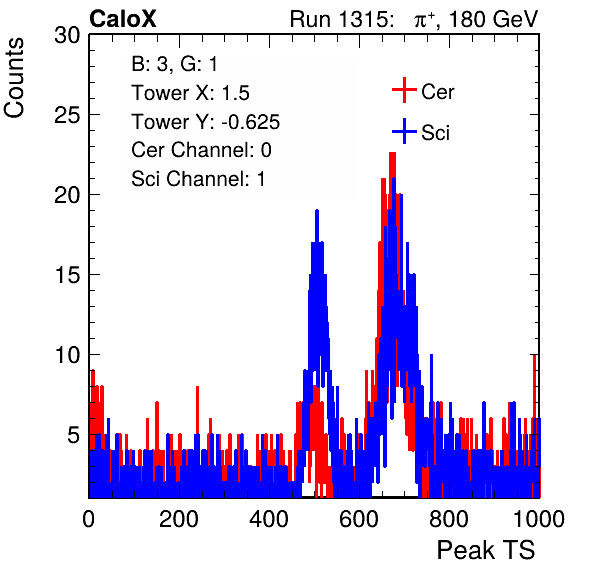 CaloX Run 1315: π⁺, 180 GeV
Counts
30
25
20
15
10
5
B: 3, G: 1
Tower X: 1.5
Tower Y: -0.625
Cer Channel: 0
Sci Channel: 1
Cer
Sci
0 200 400 600 800 1000
Peak TS